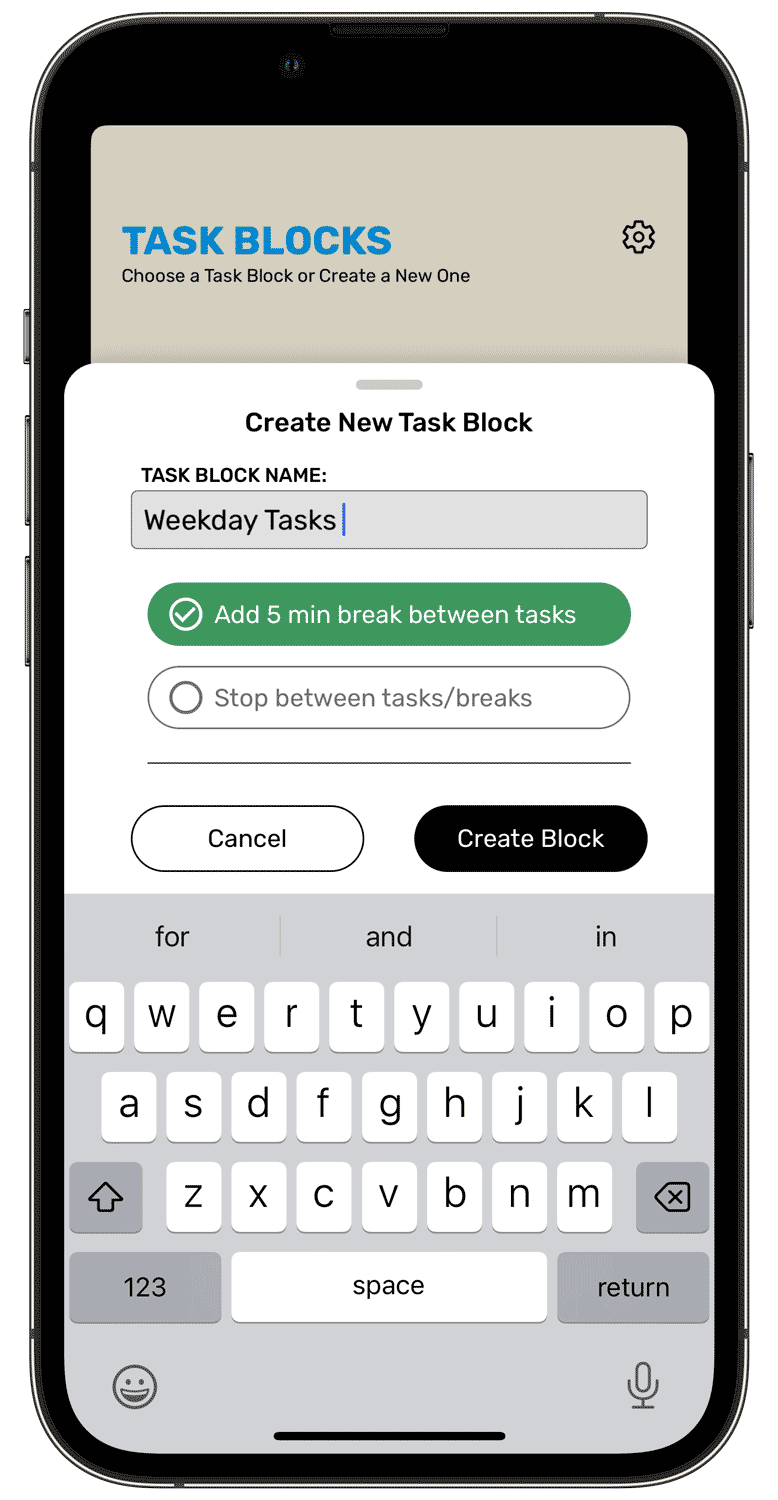 TASK BLOCKS
Choose a Task Block or Create a New One
Create New Task Block
TASK BLOCK NAME:
Weekday Tasks
Add 5 min break between tasks
Stop between tasks/breaks
Cancel Create Block
for and in
q w e r t y u i o p
a s d f g h j k l
z x c v b n m
123 space return